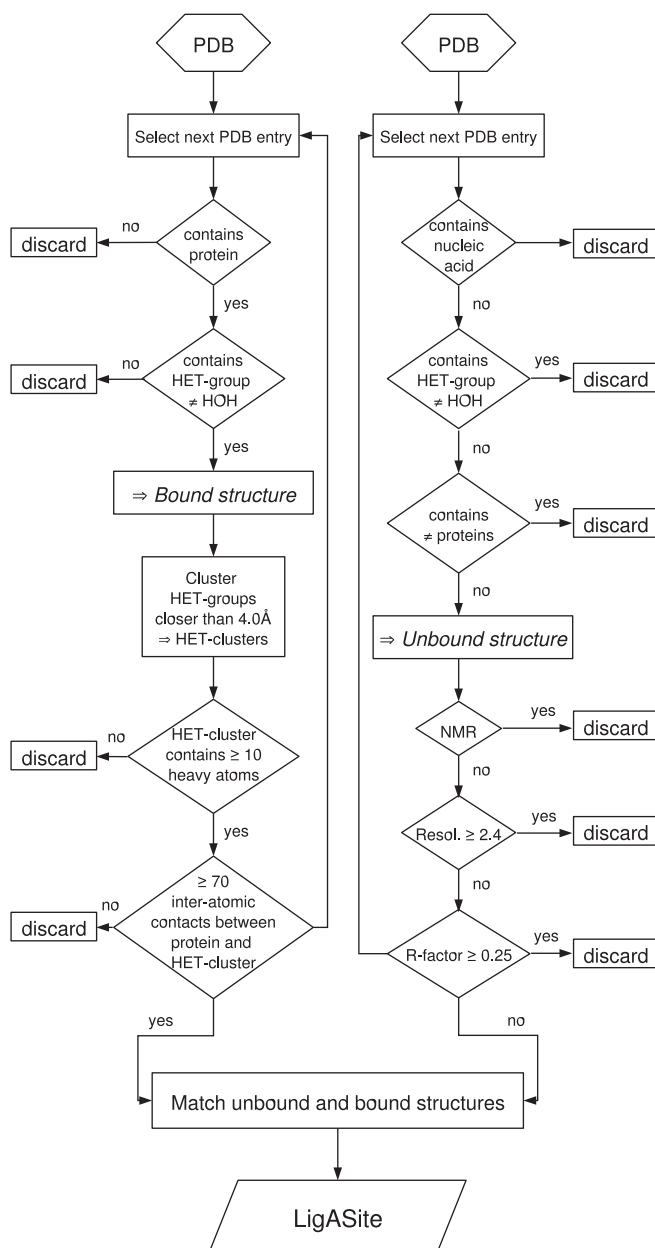 PDB
Select next PDB entry
no
discard
contains
protein
yes
no
discard
contains
HET-group
≠ HOH
yes
⇒ Bound structure
Cluster
HET-groups
closer than 4.0Å
⇒ HET-clusters
no
discard
HET-cluster
contains ≥ 10
heavy atoms
yes
no
discard
≥ 70
inter-atomic
contacts between
protein and
HET-cluster
yes
PDB
Select next PDB entry
contains
nucleic
acid
discard
no
contains
HET-group
≠ HOH
yes
discard
no
contains
≠ proteins
yes
discard
no
⇒ Unbound structure
NMR
yes
discard
no
Resol. ≥ 2.4
yes
discard
no
R-factor ≥ 0.25
yes
discard
no
Match unbound and bound structures
LigASite